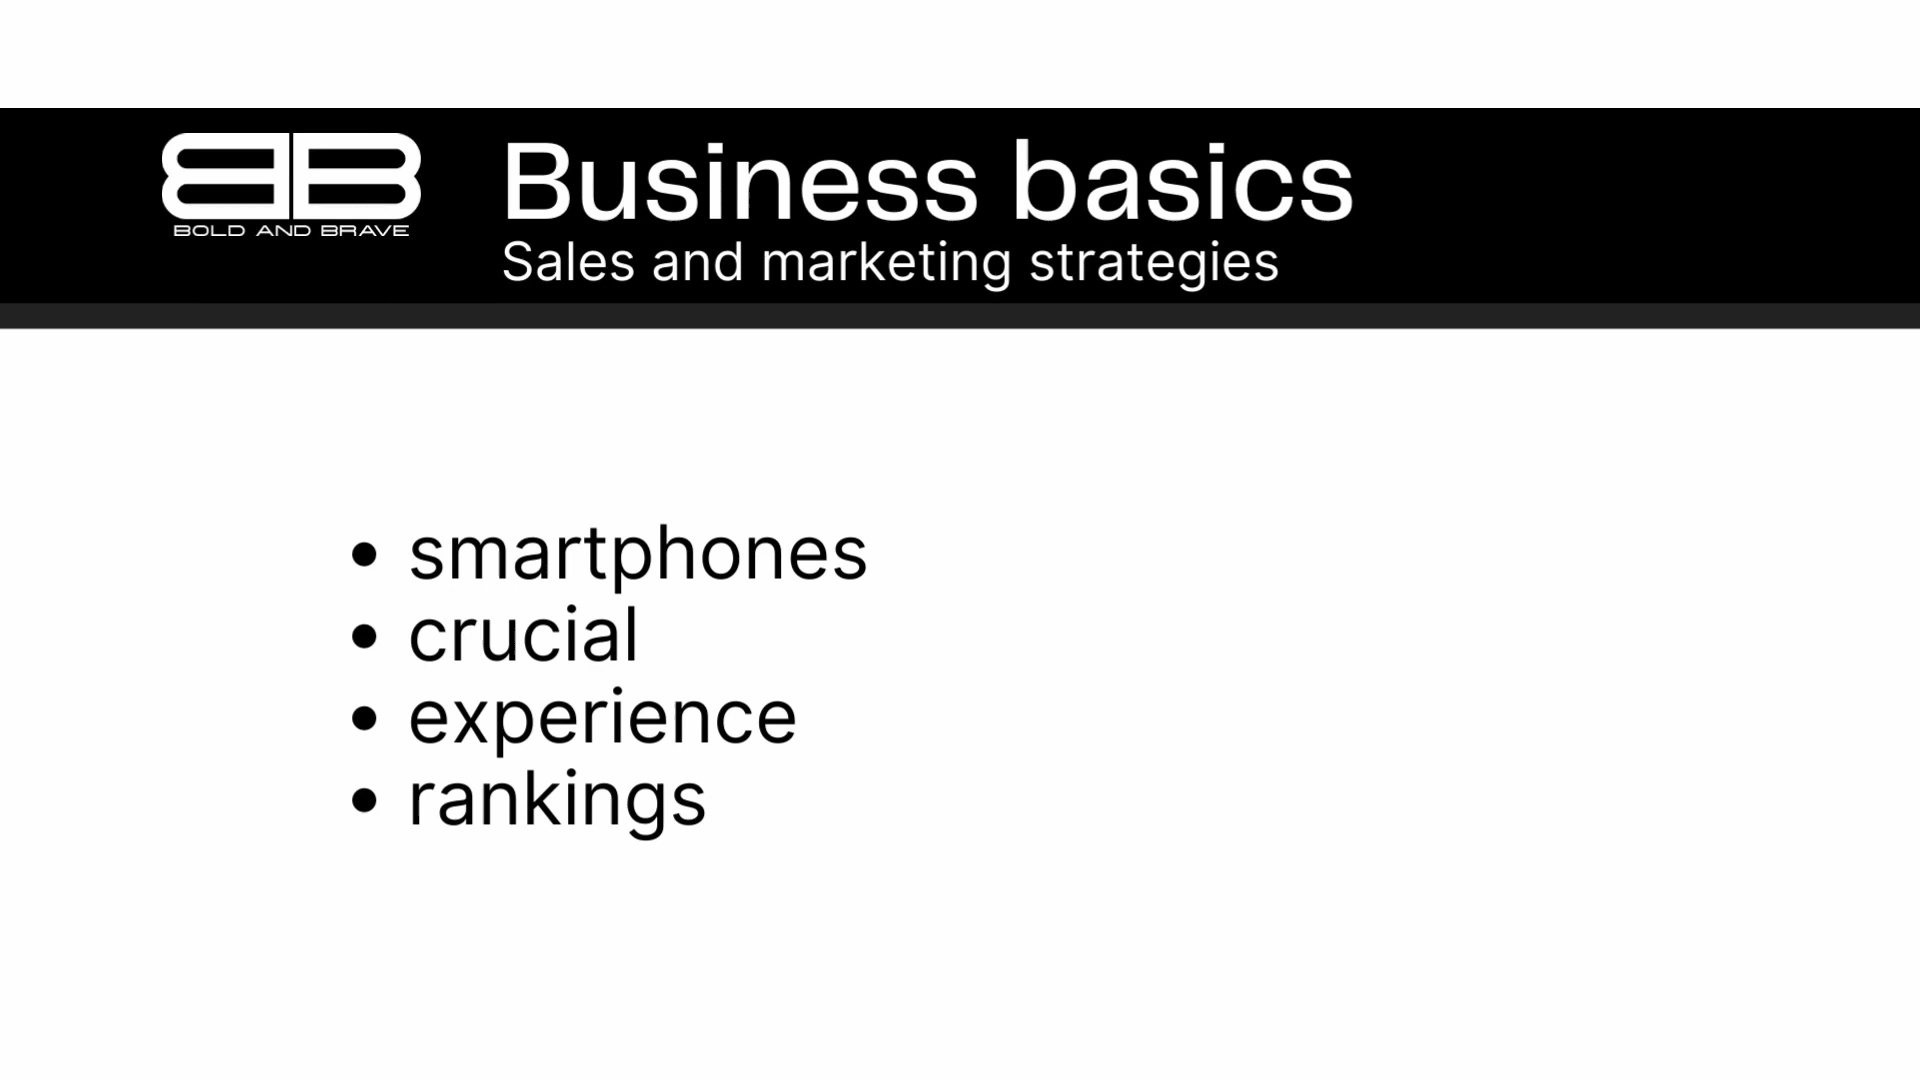 BOLD AND BRAVE
Business basics
Sales and marketing strategies
• smartphones
• crucial
• experience
• rankings